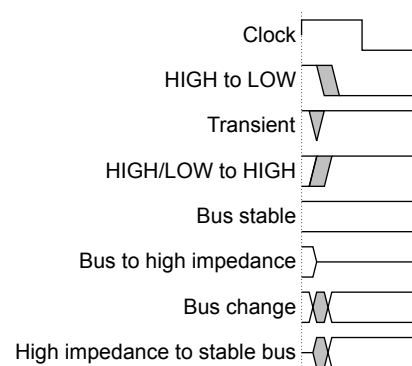 Clock
HIGH to LOW
Transient
HIGH/LOW to HIGH
Bus stable
Bus to high impedance
Bus change
High impedance to stable bus